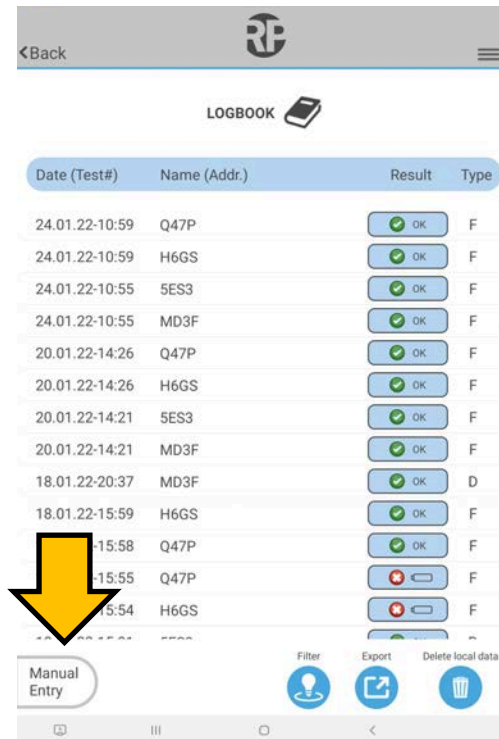 RP
<Back
LOGBOOK
Date (Test#) Name (Addr.) Result Type
24.01.22-10:59 Q47P OK F
24.01.22-10:59 H6GS OK F
24.01.22-10:55 5ES3 OK F
24.01.22-10:55 MD3F OK F
20.01.22-14:26 Q47P OK F
20.01.22-14:26 H6GS OK F
20.01.22-14:21 5ES3 OK F
20.01.22-14:21 MD3F OK F
18.01.22-20:37 MD3F OK D
18.01.22-15:59 H6GS OK F
-15:58 Q47P OK F
-15:55 Q47P F
15:54 H6GS F
Filter Export Delete local data
Manual
Entry